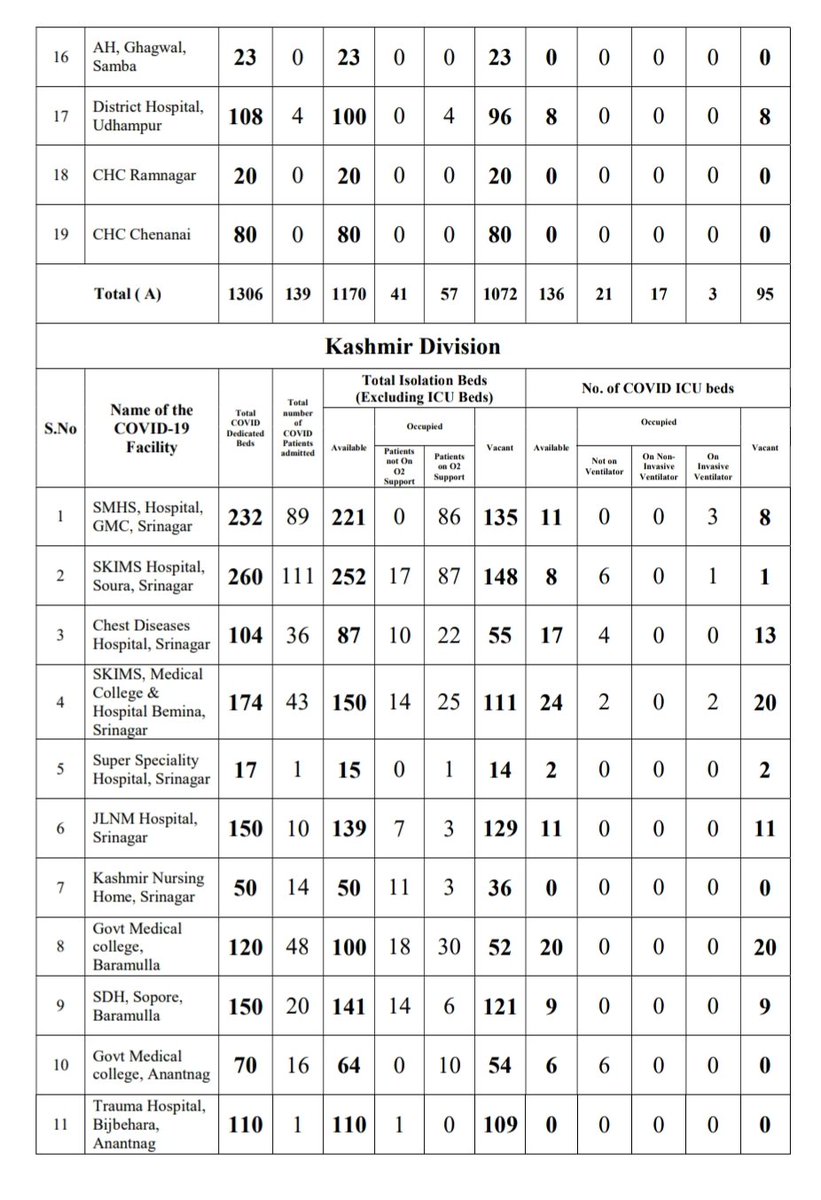 16 AH, Ghagwal, Samba 23 0 23 0 0 23 0 0 0 0 0
17 District Hospital, Udhampur 108 4 100 0 4 96 8 0 0 0 8
18 CHC Ramnagar 20 0 20 0 0 20 0 0 0 0 0
19 CHC Chenanai 80 0 80 0 0 80 0 0 0 0 0
Total ( A) 1306 139 1170 41 57 1072 136 21 17 3 95
Kashmir Division
S.No Name of the COVID-19 Facility Total COVID Dedicated Beds Total number of COVID Patients admitted Total Isolation Beds (Excluding ICU Beds) No. of COVID ICU beds
Available Occupied Vacant Available Occupied Vacant
Patients not On O2 Support Patients on O2 Support Not on Ventilator On Non-Invasive Ventilator On Invasive Ventilator
1 SMHS, Hospital, GMC, Srinagar 232 89 221 0 86 135 11 0 0 3 8
2 SKIMS Hospital, Soura, Srinagar 260 111 252 17 87 148 8 6 0 1 1
3 Chest Diseases Hospital, Srinagar 104 36 87 10 22 55 17 4 0 0 13
4 SKIMS, Medical College & Hospital Bemina, Srinagar 174 43 150 14 25 111 24 2 0 2 20
5 Super Speciality Hospital, Srinagar 17 1 15 0 1 14 2 0 0 0 2
6 JLNM Hospital, Srinagar 150 10 139 7 3 129 11 0 0 0 11
7 Kashmir Nursing Home, Srinagar 50 14 50 11 3 36 0 0 0 0 0
8 Govt Medical college, Baramulla 120 48 100 18 30 52 20 0 0 0 20
9 SDH, Sopore, Baramulla 150 20 141 14 6 121 9 0 0 0 9
10 Govt Medical college, Anantnag 70 16 64 0 10 54 6 6 0 0 0
11 Trauma Hospital, Bijbehara, Anantnag 110 1 110 1 0 109 0 0 0 0 0